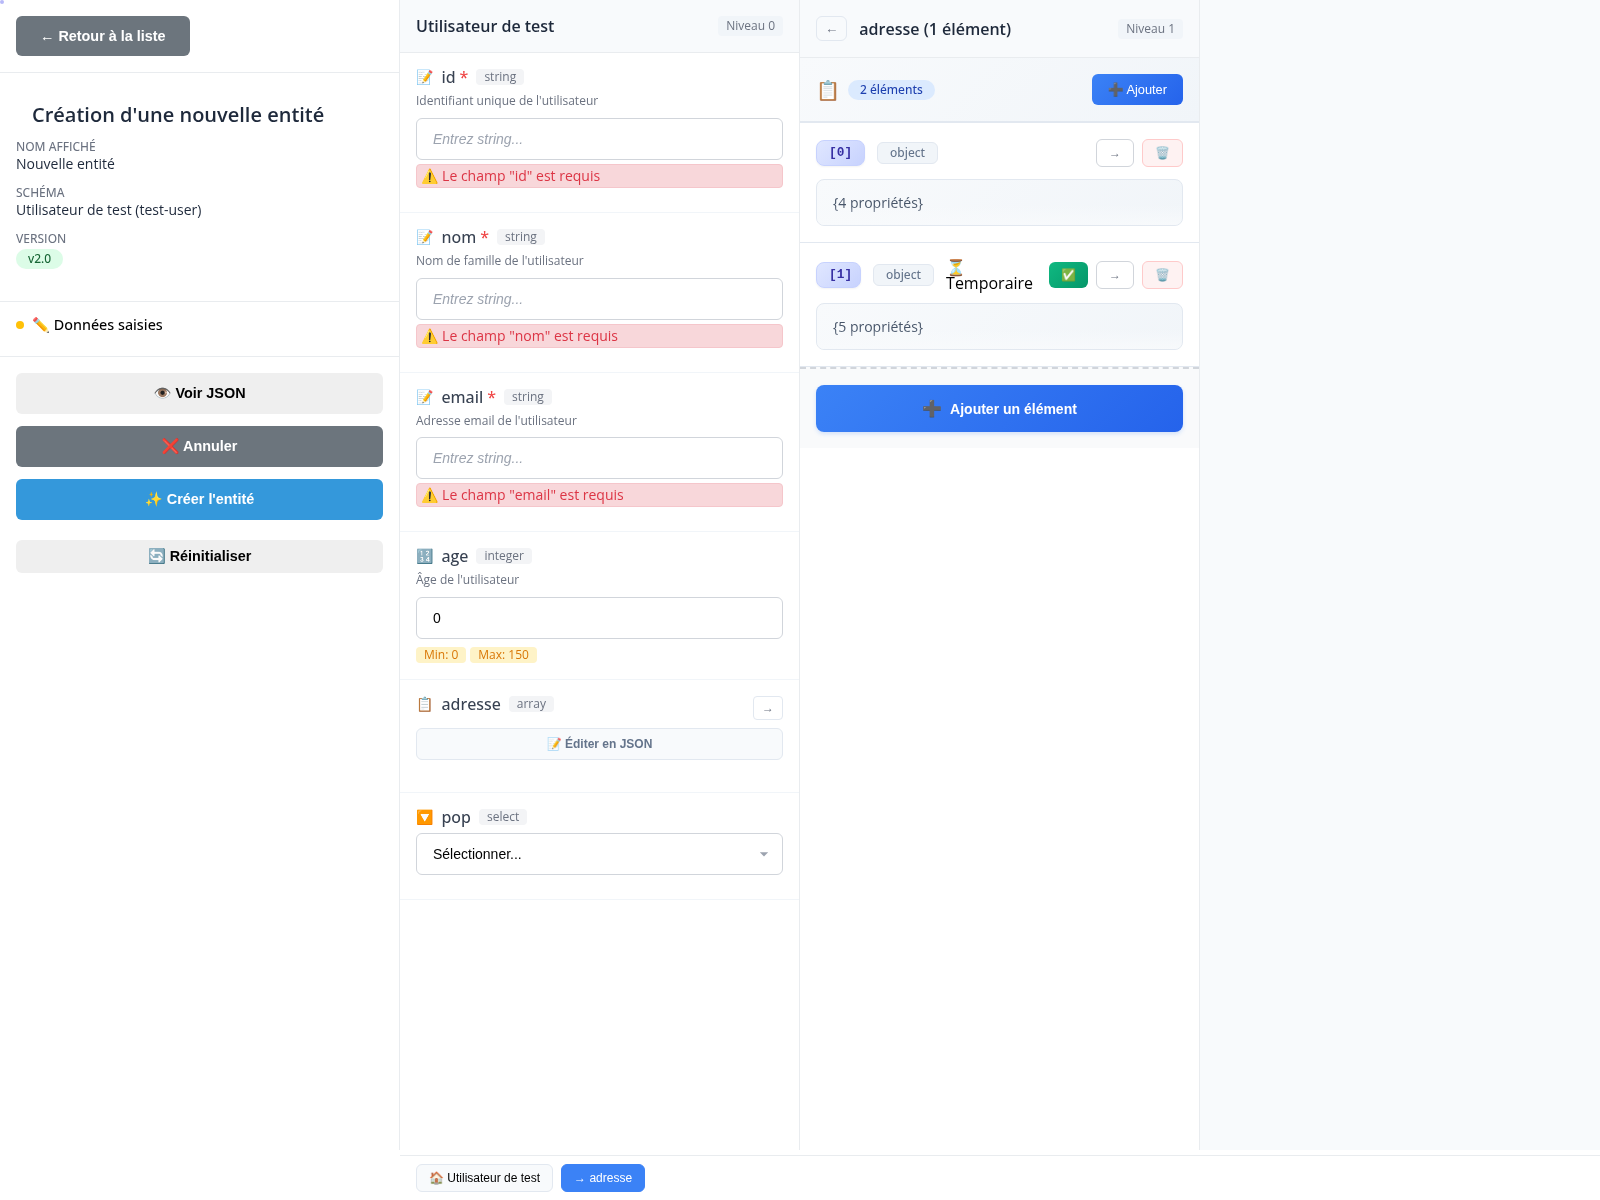 ← Retour à la liste
Création d'une nouvelle entité
NOM AFFICHÉ
Nouvelle entité
SCHÉMA
Utilisateur de test (test-user)
VERSION
v2.0
✏️ Données saisies
👁️ Voir JSON
❌ Annuler
✨ Créer l'entité
🔄 Réinitialiser
Utilisateur de test Niveau 0
📝 id * string
Identifiant unique de l'utilisateur
Entrez string...
⚠️ Le champ "id" est requis
📝 nom * string
Nom de famille de l'utilisateur
Entrez string...
⚠️ Le champ "nom" est requis
📝 email * string
Adresse email de l'utilisateur
Entrez string...
⚠️ Le champ "email" est requis
🔢 age integer
Âge de l'utilisateur
0
Min: 0 Max: 150
📋 adresse array →
📝 Éditer en JSON
🔽 pop select
Sélectionner...
← adresse (1 élément) Niveau 1
📋 2 éléments ➕ Ajouter
[0] object → 🗑️
{4 propriétés}
[1] object ⏳ Temporaire ✅ → 🗑️
{5 propriétés}
➕ Ajouter un élément
🏠 Utilisateur de test → adresse